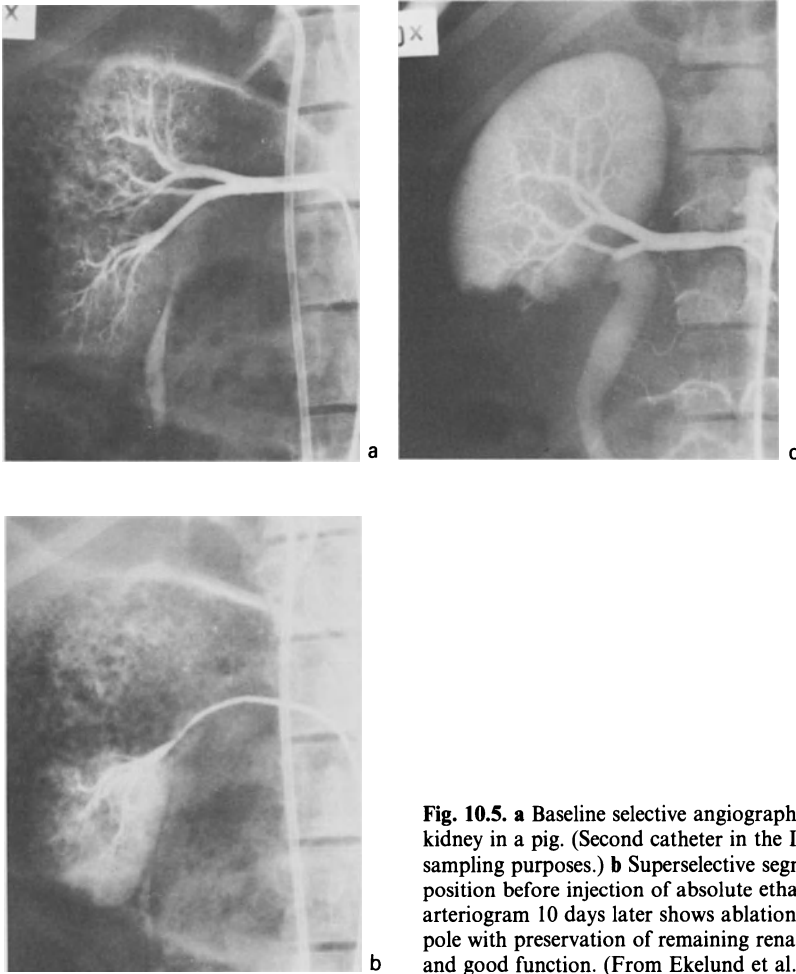 X
a
X
b
Fig. 10.5. a Baseline selective angiograph
kidney in a pig. (Second catheter in the
sampling purposes.) b Superselective segr
position before injection of absolute etha
arteriogram 10 days later shows ablation
pole with preservation of remaining rena
and good function. (From Ekelund et al.